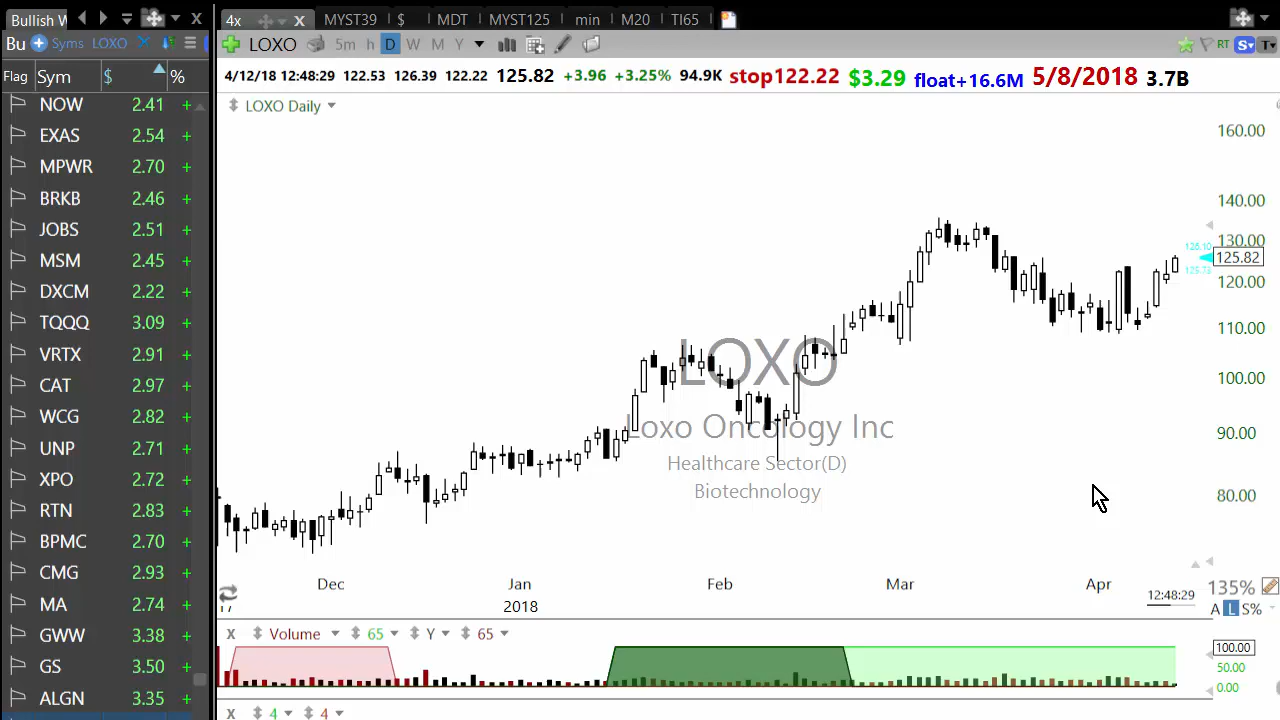 Bullish W
4x MYST39 $ MDT MYST125 min M20 TI65
Bu Syms LOXO
LOXO 5m h D W M Y
RT S T
Flag Sym $ %
4/12/18 12:48:29 122.53 126.39 122.22 125.82 +3.96 +3.25% 94.9K stop122.22 $3.29 float+16.6M 5/8/2018 3.7B
LOXO Daily
NOW 2.41 +
EXAS 2.54 +
MPWR 2.70 +
BRKB 2.46 +
JOBS 2.51 +
MSM 2.45 +
DXCM 2.22 +
TQQQ 3.09 +
VRTX 2.91 +
CAT 2.97 +
WCG 2.82 +
UNP 2.71 +
XPO 2.72 +
RTN 2.83 +
BPMC 2.70 +
CMG 2.93 +
MA 2.74 +
GWW 3.38 +
GS 3.50 +
ALGN 3.35 +
LOXO
Loxo Oncology Inc
Healthcare Sector(D)
Biotechnology
160.00
140.00
130.00
126.10
125.82
125.73
120.00
110.00
100.00
90.00
80.00
Dec Jan Feb Mar Apr
17 2018
12:48:29
135%
A L S%
X Volume 65 Y 65
100.00
50.00
0.00
X 4 4